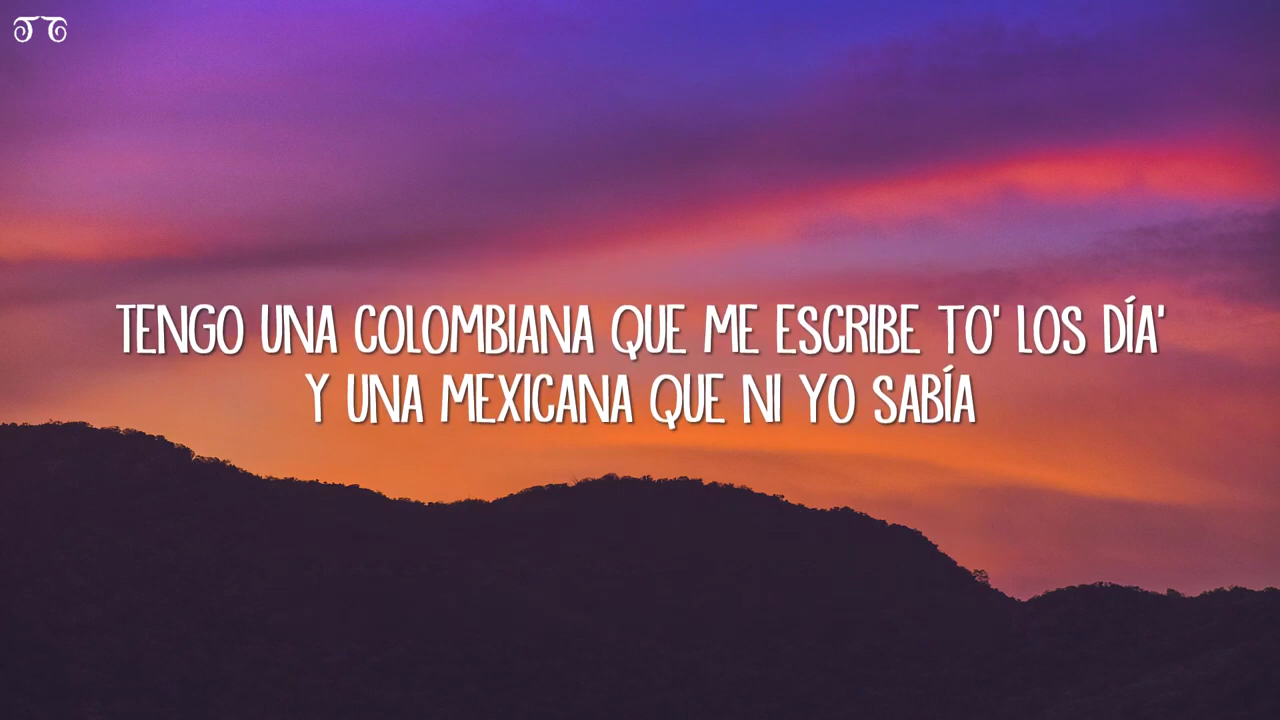 TENGO UNA COLOMBIANA QUE ME ESCRIBE TO' LOS DÍA'
Y UNA MEXICANA QUE NI YO SABÍA